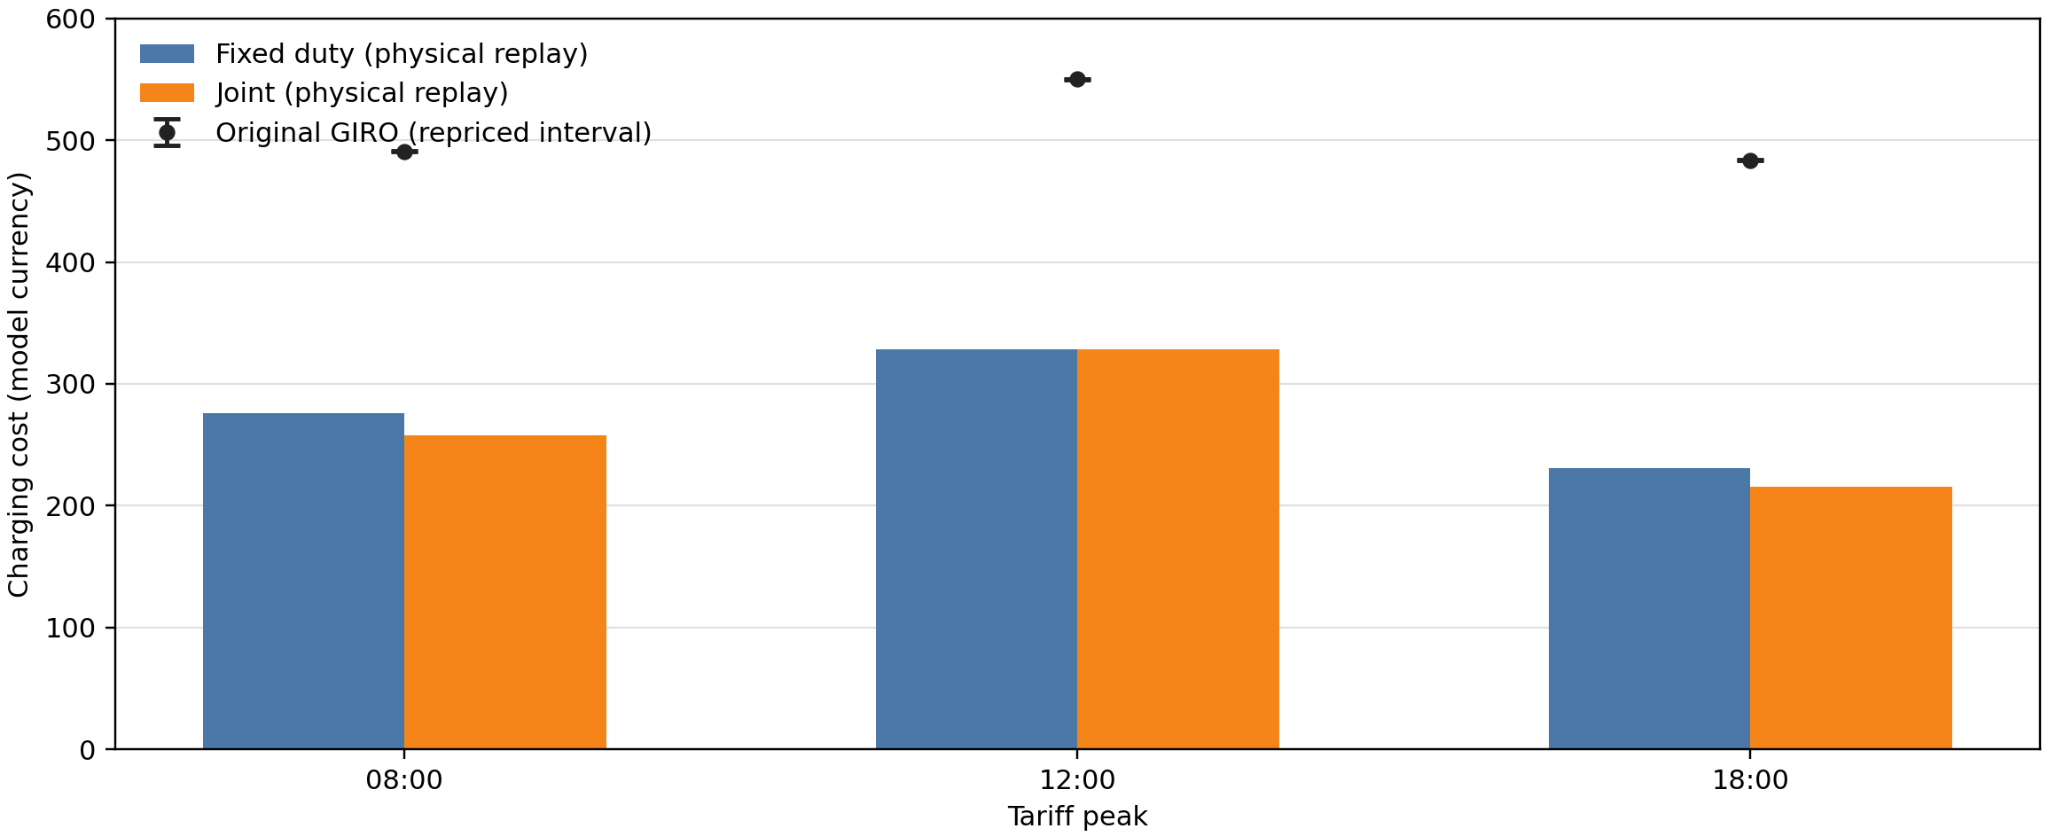 600
500
400
300
200
100
0
Charging cost (model currency)
Fixed duty (physical replay)
Joint (physical replay)
Original GIRO (repriced interval)
08:00
12:00
18:00
Tariff peak